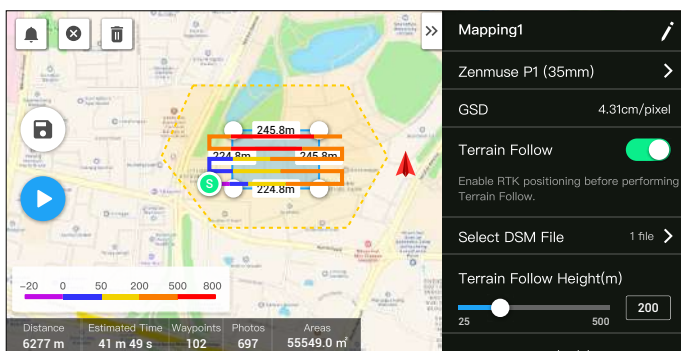 Mapping1
Zenmuse P1 (35mm)
GSD 4.31cm/pixel
Terrain Follow
Enable RTK positioning before performing
Terrain Follow.
Select DSM File 1 file
Terrain Follow Height(m)
25 500 200
245.8m
224.8m 245.8m
S
224.8m
-20 0 50 200 500 800
Distance Estimated Time Waypoints Photos Areas
6277 m 41 m 49 s 102 697 55549.0 m²